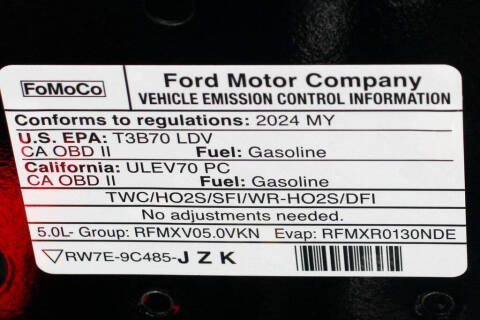 FoMoCo
Ford Motor Company
VEHICLE EMISSION CONTROL INFORMATION
Conforms to regulations: 2024 MY
U.S. EPA: T3B70 LDV
CA OBD II Fuel: Gasoline
California: ULEV70 PC
CA OBD II Fuel: Gasoline
TWC/HO2S/SFI/WR-HO2S/DFI
No adjustments needed.
5.0L- Group: RFMXV05.0VKN Evap: RFMXR0130NDE
RW7E-9C485-JZK